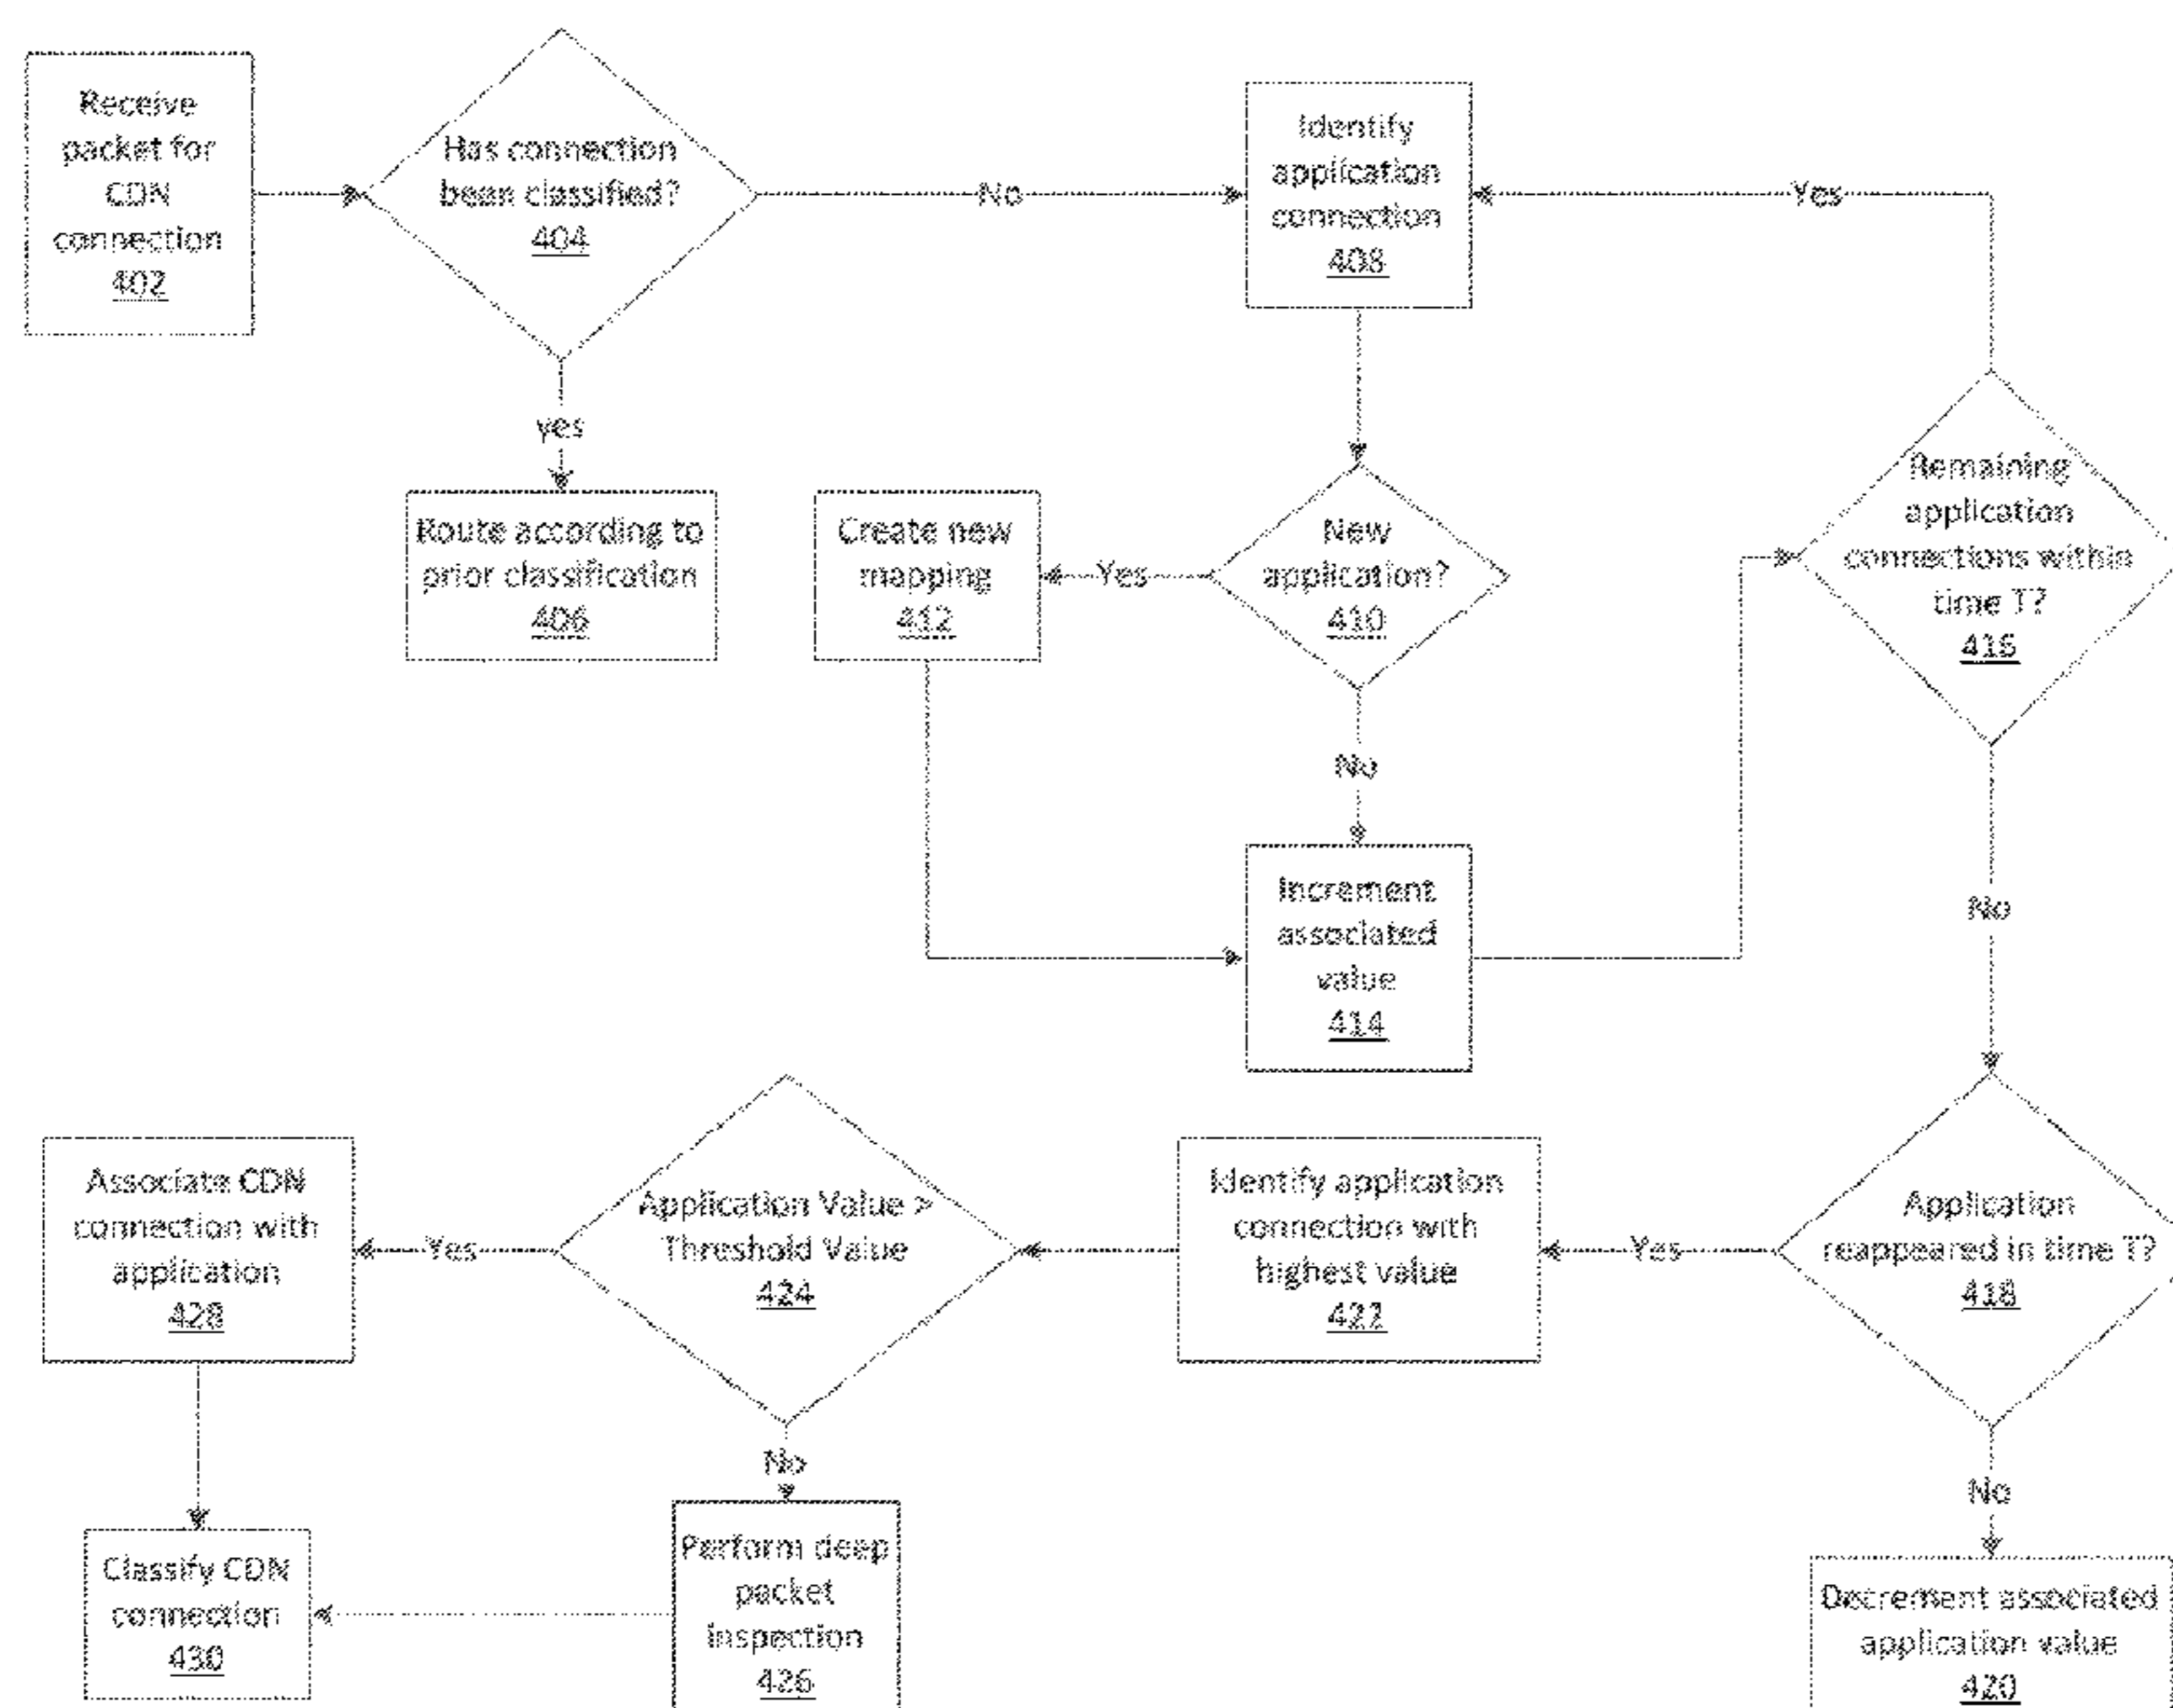 Receive
packet for
CDN
connection
402
Has connection
been classified?
404
No
Identify
application
connection
408
Yes
yes
Route according to
prior classification
406
Create new
mapping
412
Yes
New
application?
410
Remaining
application
connections within
time T?
416
No
Increment
associated
value
414
No
Associate CDN
connection with
application
428
Yes
Application Value >
Threshold Value
424
Identify application
connection with
highest value
422
Yes
Application
reappeared in time T?
418
No
No
Classify CDN
connection
430
Perform deep
packet
inspection
426
Decrement associated
application value
420